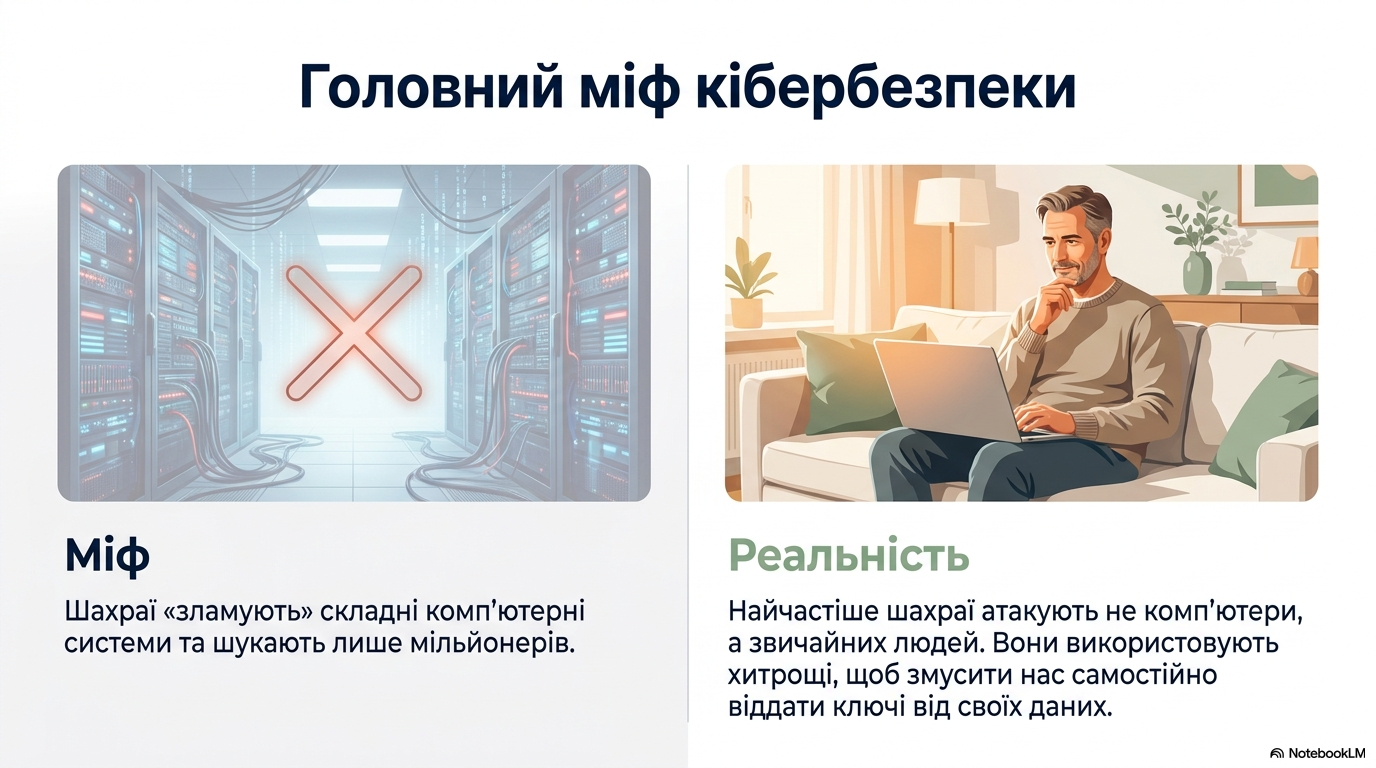 Головний міф кібербезпеки
Міф
Шахраї «зламують» складні комп'ютерні
системи та шукають лише мільйонерів.
Реальність
Найчастіше шахраї атакують не комп'ютери,
а звичайних людей. Вони використовують
хитрощі, щоб змусити нас самостійно
віддати ключі від своїх даних.
NotebookLM